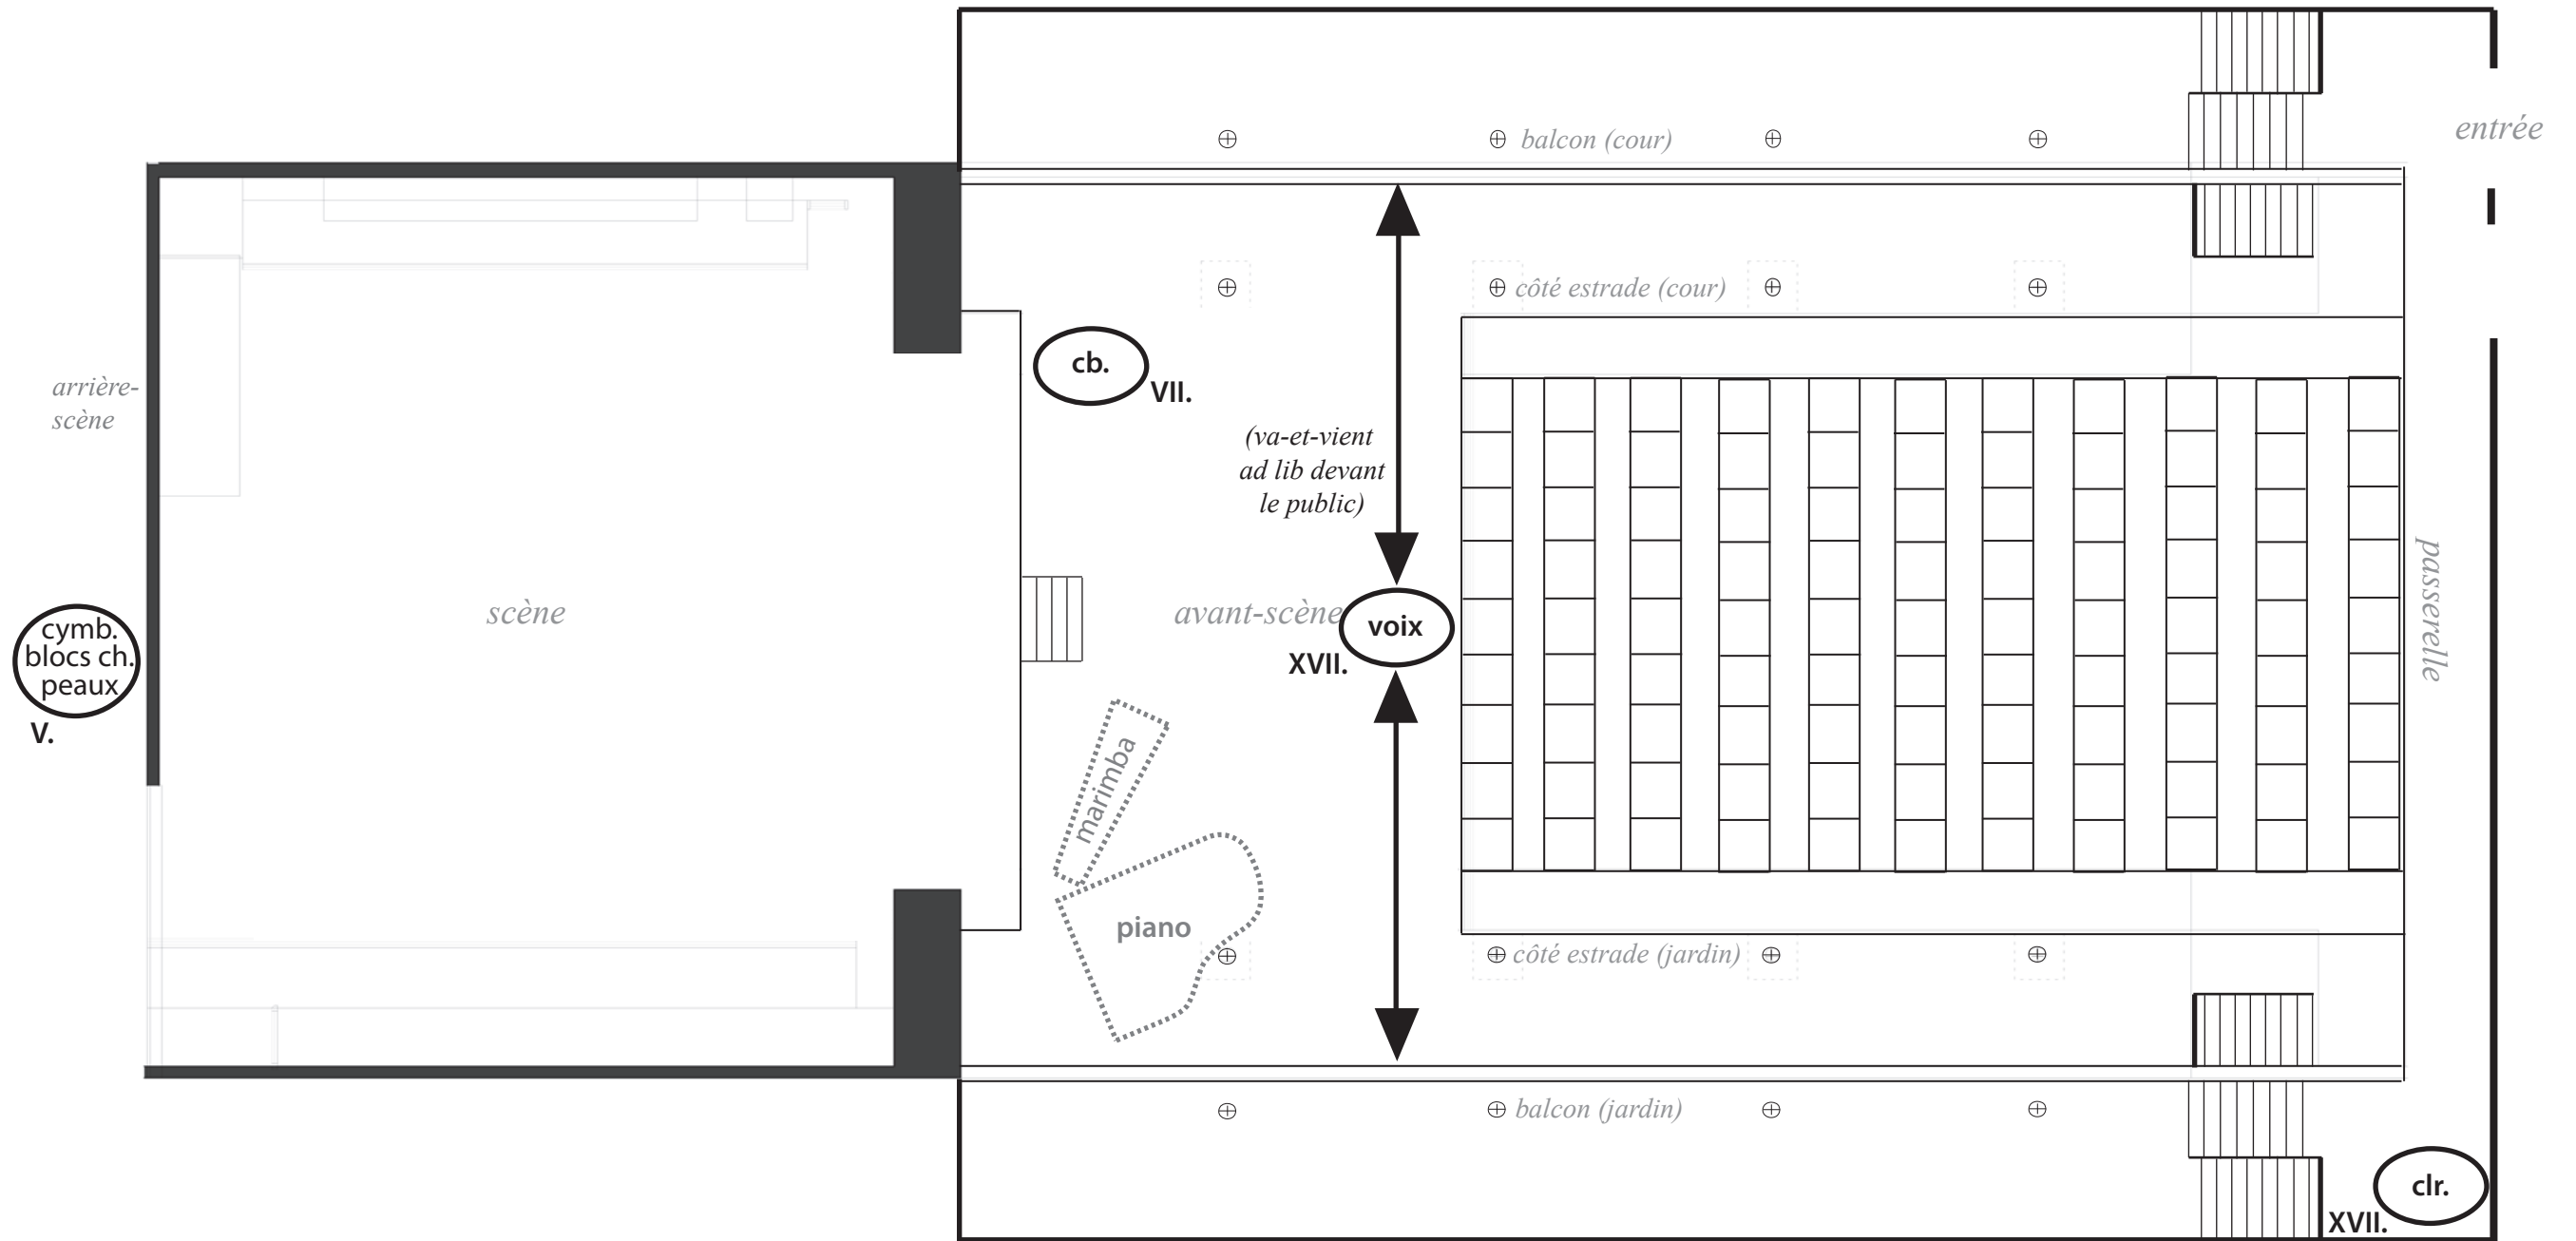 entrée
balcon (cour)
côté estrade (cour)
cb.
VII.
arrière-
scène
(va-et-vient
ad lib devant
le public)
passerelle
scène
avant-scène
voix
XVII.
cymb.
blocs ch.
peaux
V.
marimba
piano
côté estrade (jardin)
balcon (jardin)
clr.
XVII.